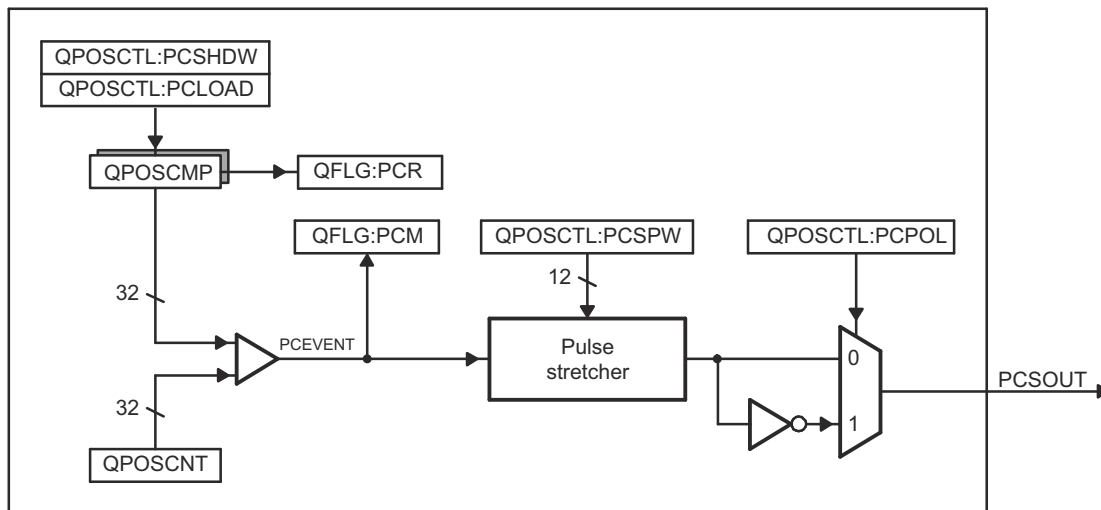 QPOSCTL:PCSHDW
QPOSCTL:PCLOAD
QPOSCMP
QFLG:PCR
QFLG:PCM
QPOSCTL:PCSPW
QPOSCTL:PCPOL
32
12
PCEVENT
Pulse
stretcher
0
PCSOUT
32
1
QPOSCNT